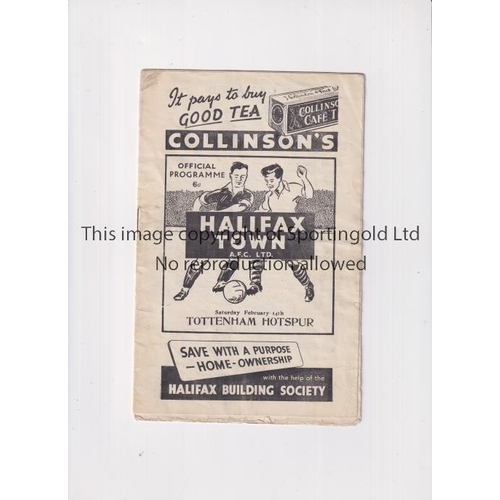 It pays to buy
GOOD TEA
COLLINSON'S
CAFÉ T
COLLINSON'S
OFFICIAL
PROGRAMME
6D
HALIFAX
TOWN
A.F.C. LTD.
This image copyright of Sportingold Ltd
No reproduction allowed
Saturday February 14th
TOTTENHAM HOTSPUR
SAVE WITH A PURPOSE
— HOME-OWNERSHIP
with the help of the
HALIFAX BUILDING SOCIETY